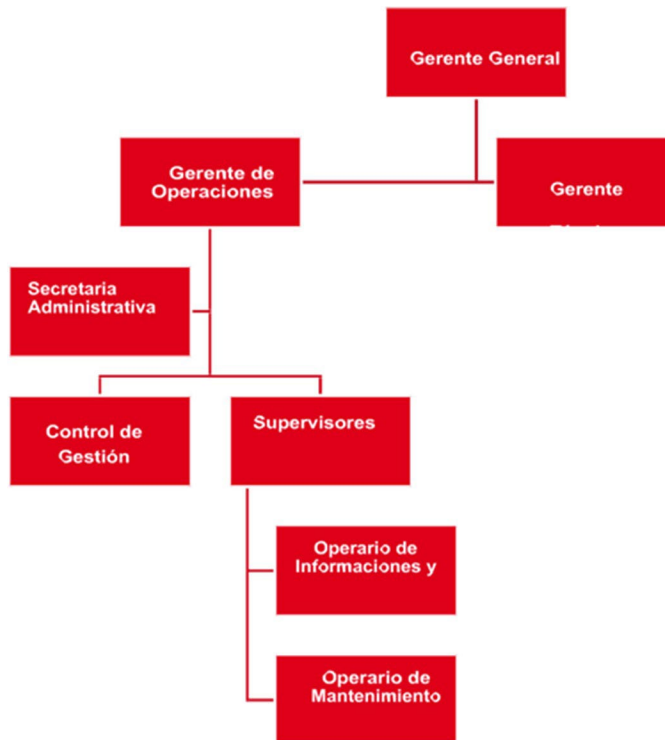 Gerente General
Gerente de
Operaciones
Gerente
Secretaria
Administrativa
Control de
Gestión
Supervisores
Operario de
Informaciones y
Operario de
Mantenimiento